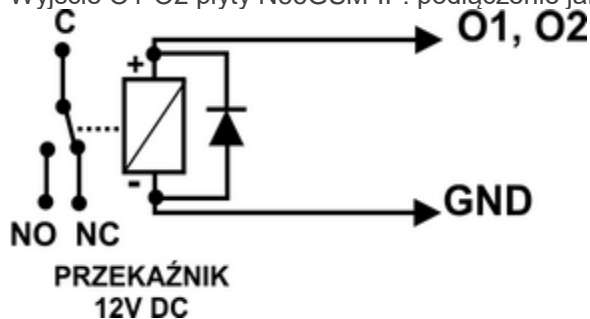 C
O1, O2
+
-
GND
NO NC
PRZEKAŹNIK
12V DC